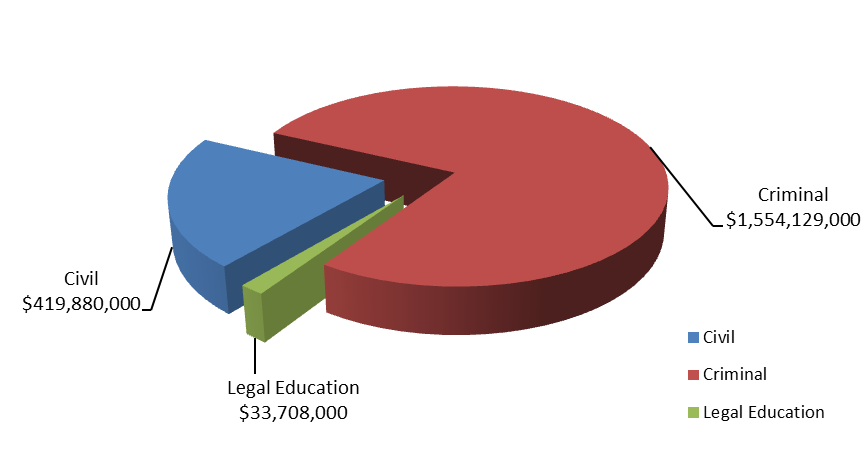 Criminal
$1,554,129,000
Civil
$419,880,000
Legal Education
$33,708,000
Civil
Criminal
Legal Education